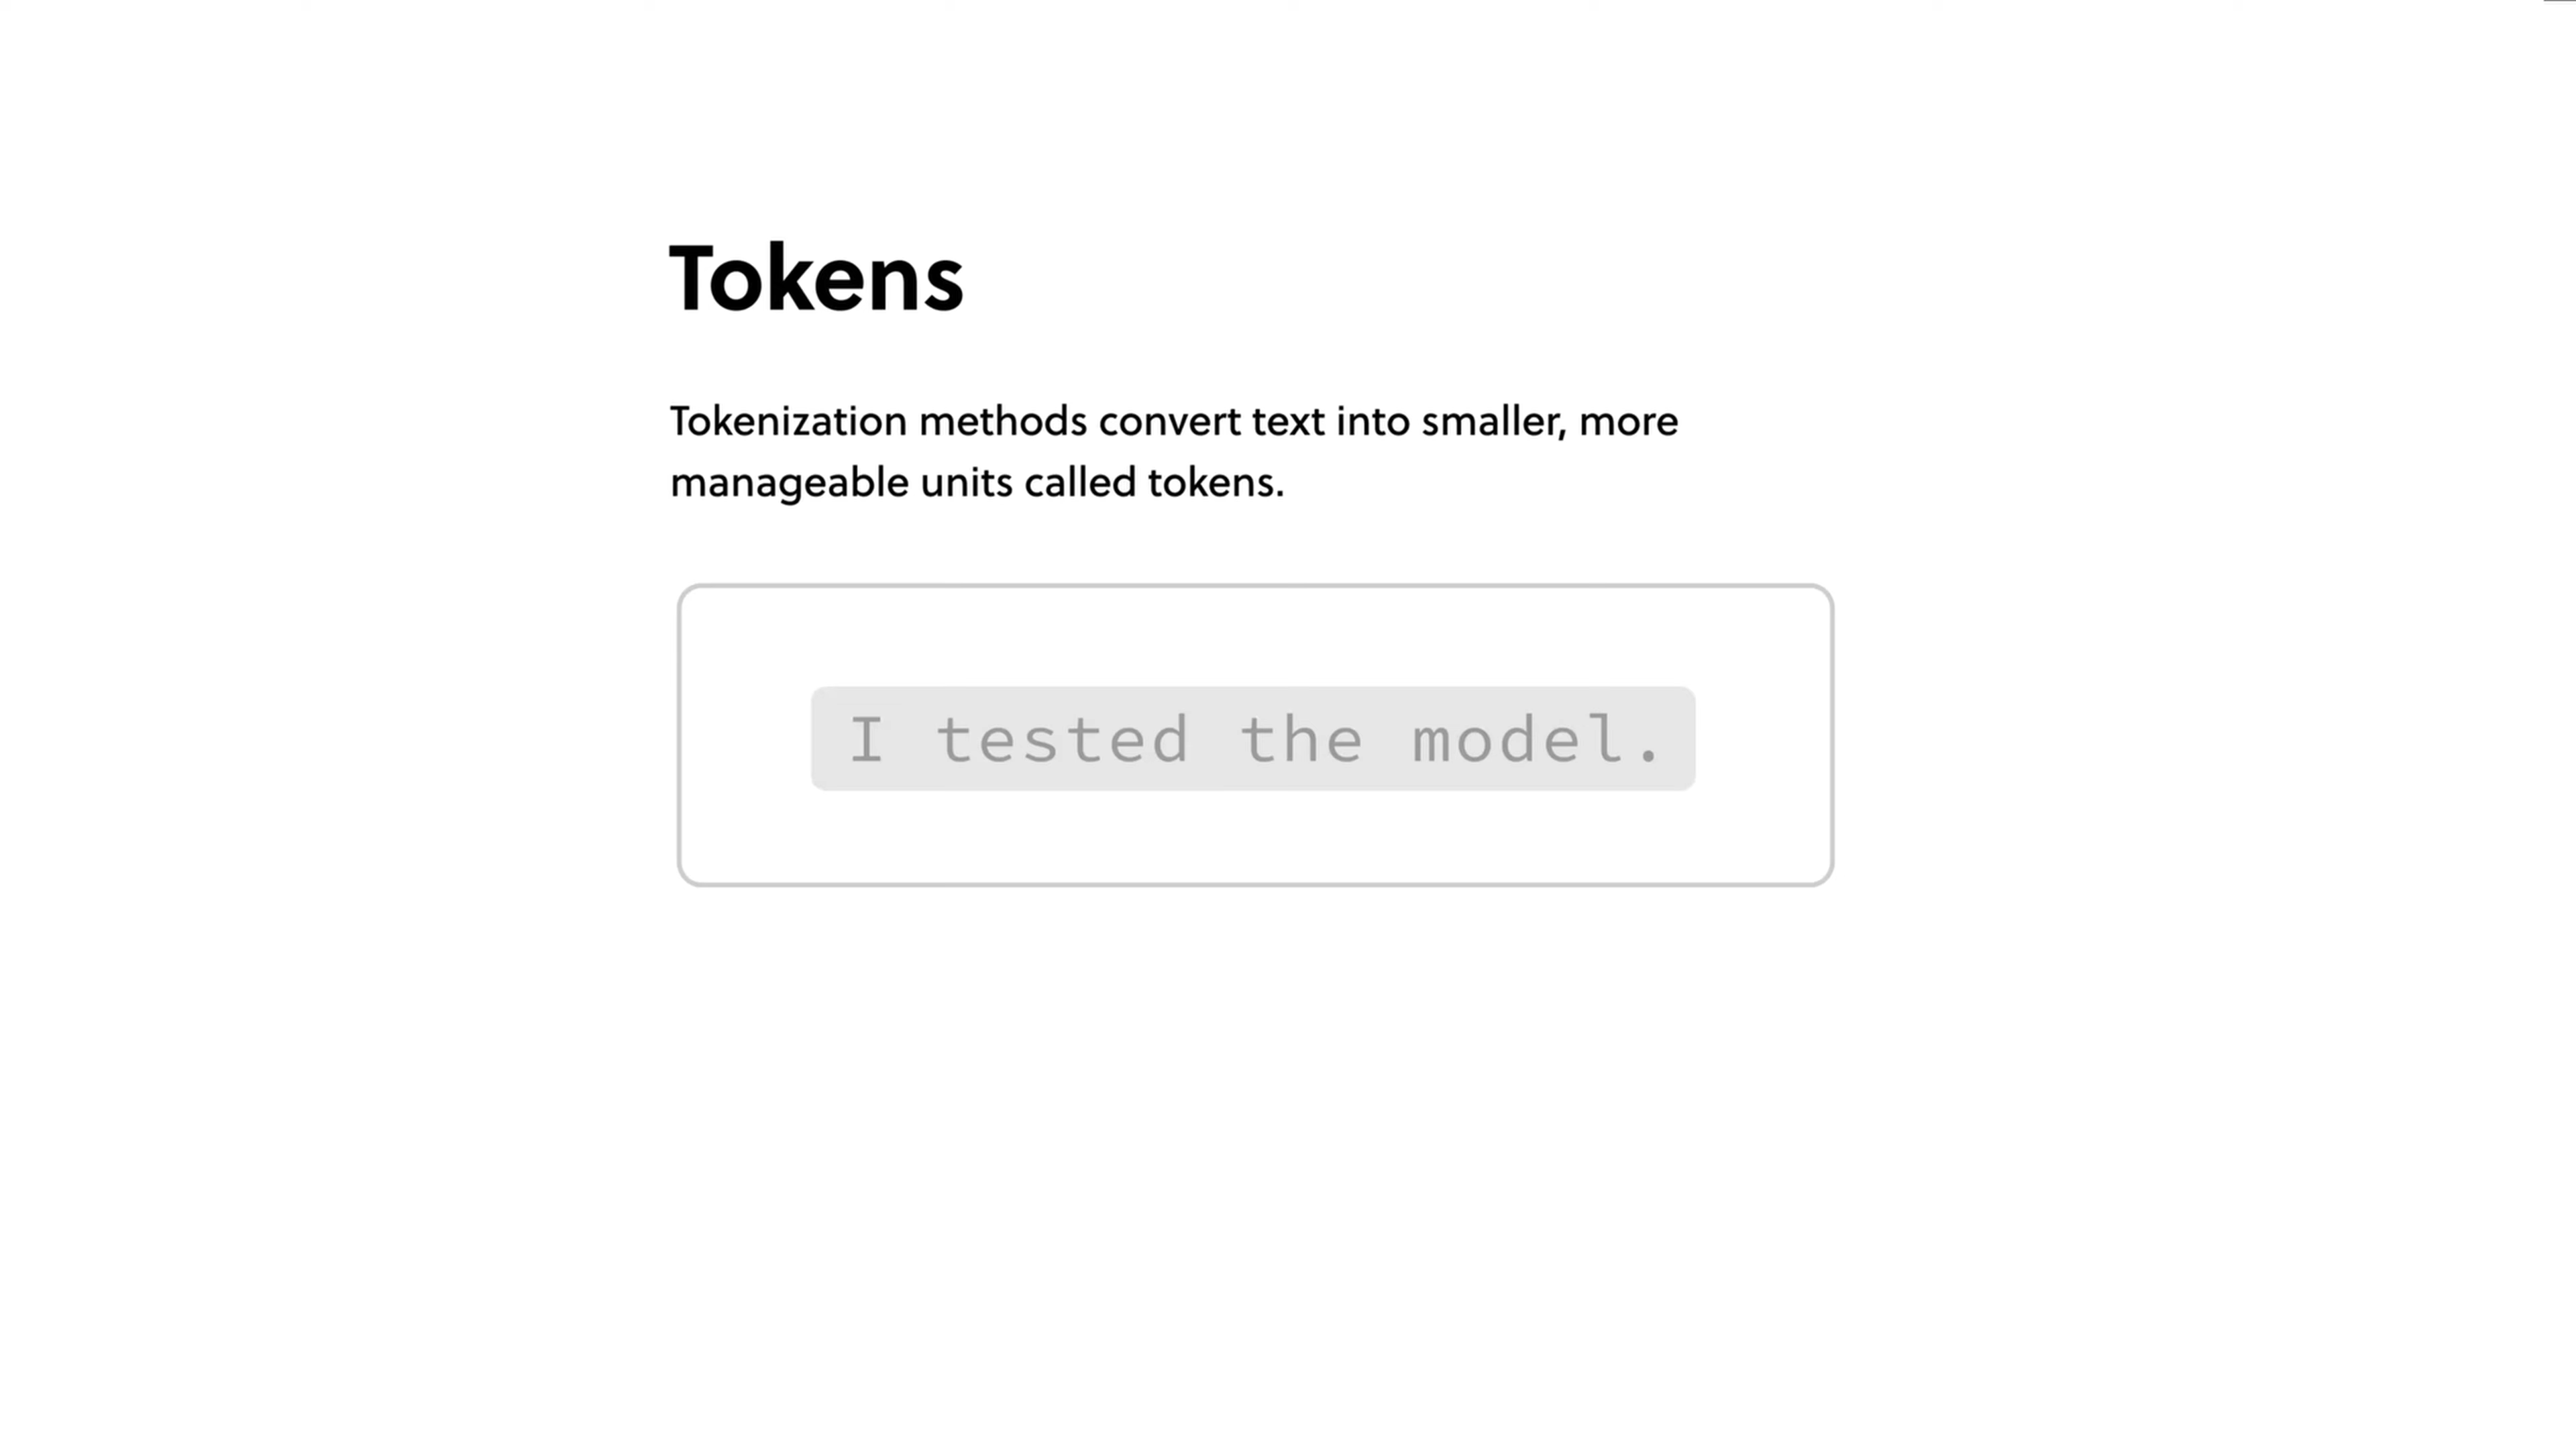 Tokens
Tokenization methods convert text into smaller, more
manageable units called tokens.
I tested the model.